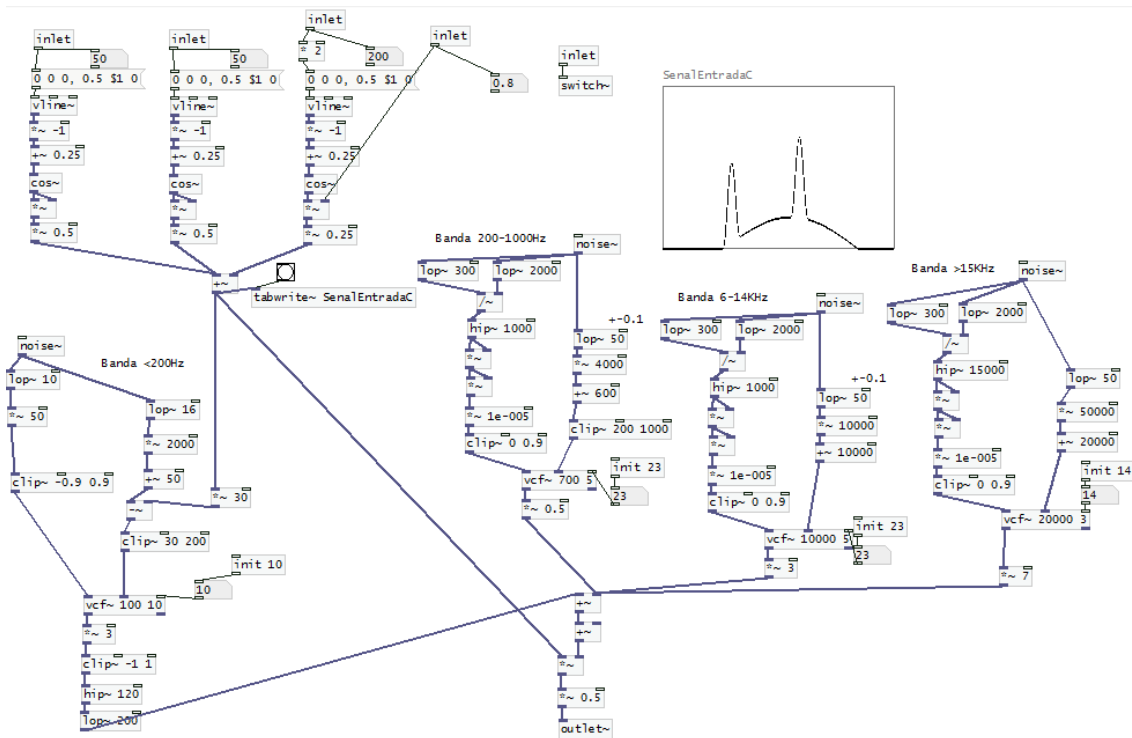 inlet
50
0 0 0, 0.5 $1 0
vline~
*~ -1
+~ 0.25
cos~
*~
*~ 0.5
inlet
50
0 0 0, 0.5 $1 0
vline~
*~ -1
+~ 0.25
cos~
*~
*~ 0.5
inlet
* 2
200
0 0 0, 0.5 $1 0
vline~
*~ -1
+~ 0.25
cos~
*~
*~ 0.25
inlet
0.8
inlet
switch~
SenalEntradaC
+~
tabwrite~ SenalEntradaC
noise~
Banda <200Hz
lop~ 10
*~ 50
clip~ -0.9 0.9
lop~ 16
*~ 2000
+~ 50
-~
*~ 30
clip~ 30 200
init 10
10
vcf~ 100 10
*~ 3
clip~ -1 1
hip~ 120
lop~ 200
Banda 200-1000Hz
noise~
lop~ 300
lop~ 2000
/~
hip~ 1000
*~
*~
*~ 1e-005
clip~ 0 0.9
+-0.1
lop~ 50
*~ 4000
+~ 600
clip~ 200 1000
init 23
23
vcf~ 700 5
*~ 0.5
Banda 6-14KHz
noise~
lop~ 300
lop~ 2000
/~
hip~ 1000
*~
*~
*~ 1e-005
clip~ 0 0.9
+-0.1
lop~ 50
*~ 10000
+~ 10000
init 23
23
vcf~ 10000 5
*~ 3
Banda >15KHz
noise~
lop~ 300
lop~ 2000
/~
hip~ 15000
*~
*~
*~ 1e-005
clip~ 0 0.9
lop~ 50
*~ 50000
+~ 20000
init 14
14
vcf~ 20000 3
*~ 7
+~
+~
*~
*~ 0.5
outlet~